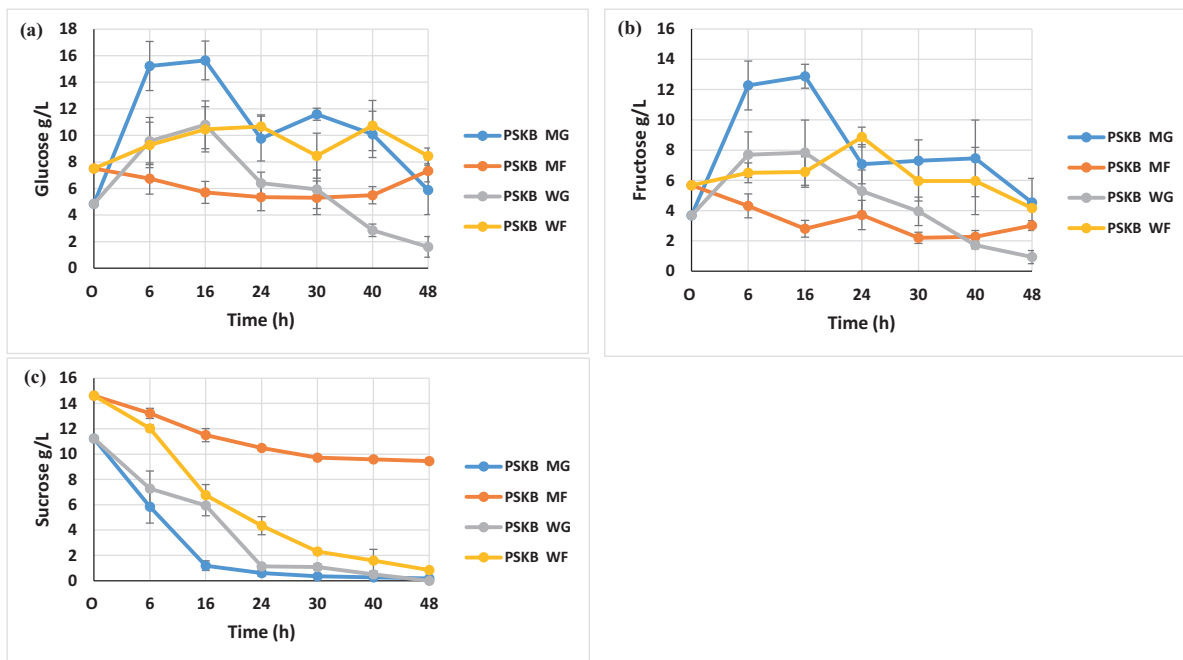 (a)
18
16
14
12
10
8
6
4
2
0
Glucose g/L
O 6 16 24 30 40 48
Time (h)
PSKB MG
PSKB MF
PSKB WG
PSKB WF
(b)
16
14
12
10
8
6
4
2
0
Fructose g/L
O 6 16 24 30 40 48
Time (h)
PSKB MG
PSKB MF
PSKB WG
PSKB WF
(c)
16
14
12
10
8
6
4
2
0
Sucrose g/L
O 6 16 24 30 40 48
Time (h)
PSKB MG
PSKB MF
PSKB WG
PSKB WF